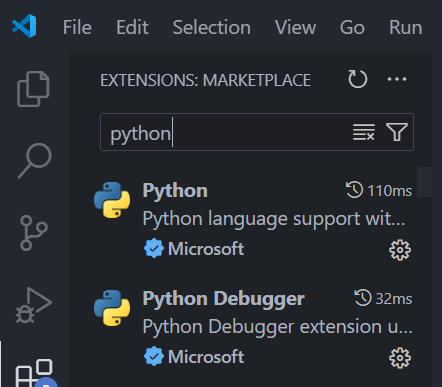 File Edit Selection View Go Run
EXTENSIONS: MARKETPLACE
python
Python 110ms
Python language support wit...
Microsoft
Python Debugger 32ms
Python Debugger extension u...
Microsoft